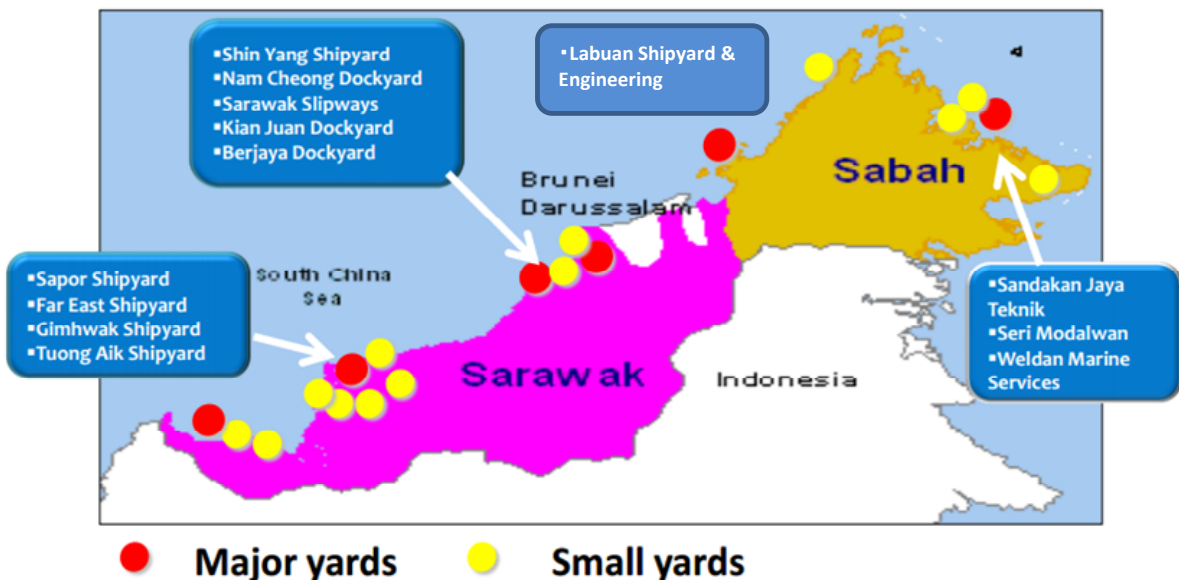 ▪Shin Yang Shipyard
▪Nam Cheong Dockyard
▪Sarawak Slipways
▪Kian Juan Dockyard
▪Berjaya Dockyard
▪Labuan Shipyard &
Engineering
Sabah
Brunei
Darussalam
▪Sapor Shipyard
▪Far East Shipyard
▪Gimhwak Shipyard
▪Tuong Aik Shipyard
South China
Sea
▪Sandakan Jaya
Teknik
▪Seri Modalwan
▪Weldan Marine
Services
Sarawak
Indonesia
Major yards
Small yards